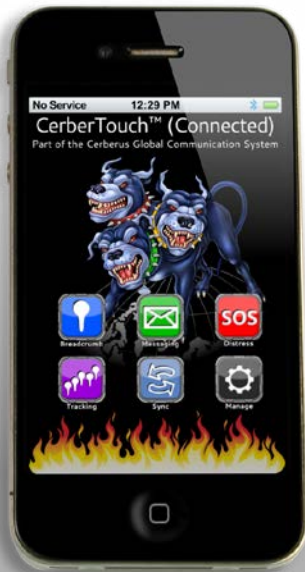 No Service 12:29 PM
CerberTouch™ (Connected)
Part of the Cerberus Global Communication System
SOS
Breadcrumb Messaging Distress
Tracking Sync Manage